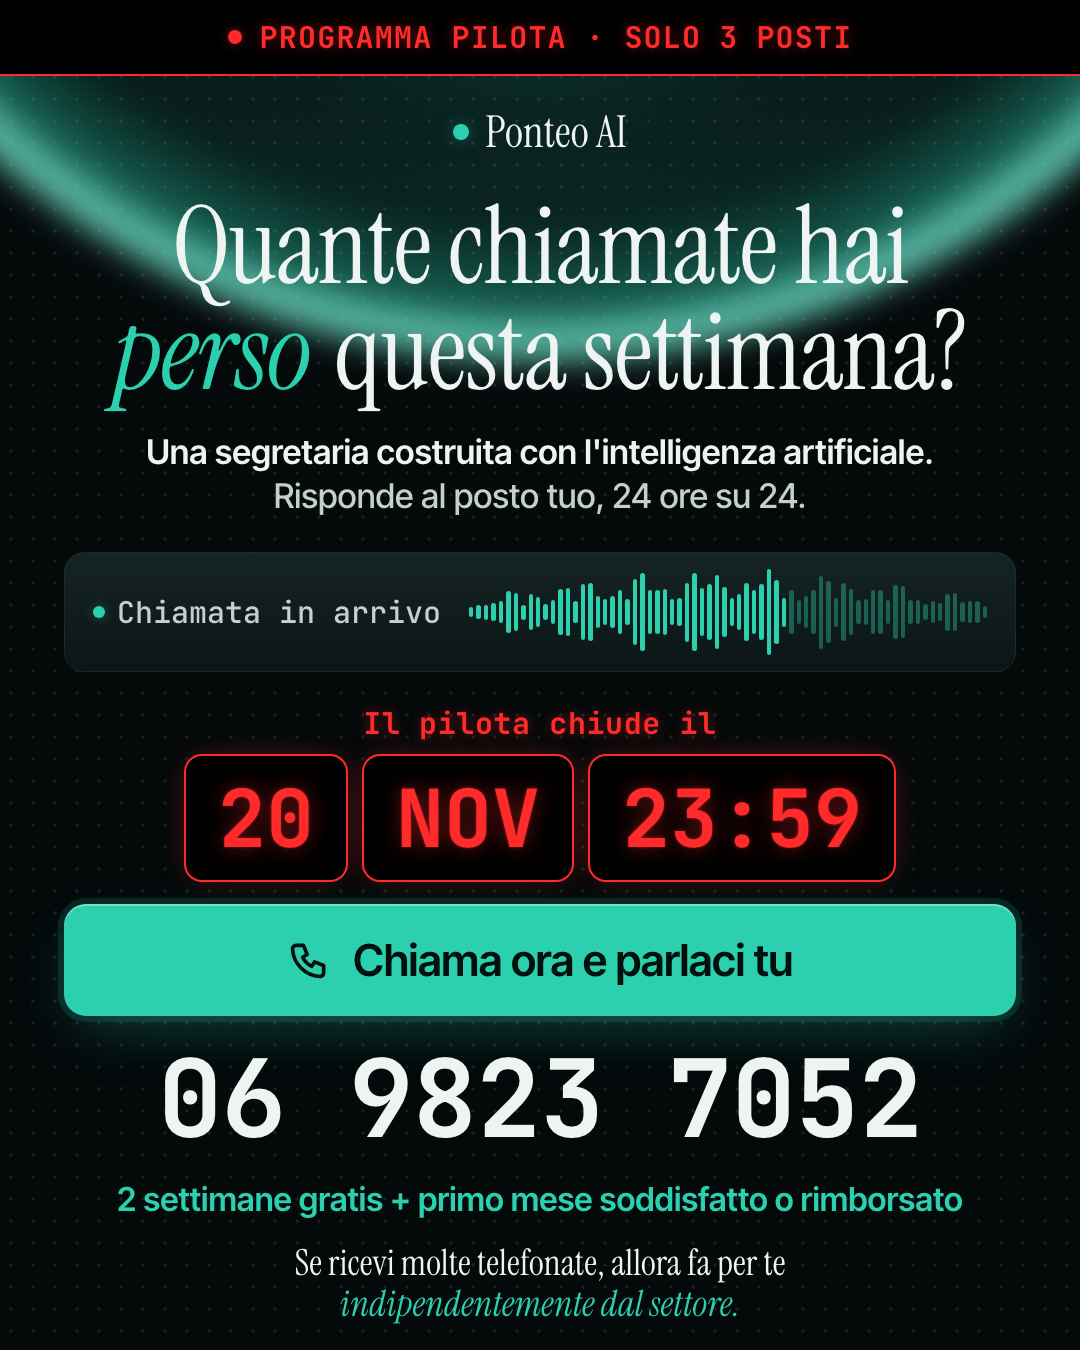 PROGRAMMA PILOTA · SOLO 3 POSTI
Ponteo AI
Quante chiamate hai
perso questa settimana?
Una segretaria costruita con l'intelligenza artificiale.
Risponde al posto tuo, 24 ore su 24.
Chiamata in arrivo
Il pilota chiude il
20 NOV 23:59
Chiama ora e parlaci tu
06 9823 7052
2 settimane gratis + primo mese soddisfatto o rimborsato
Se ricevi molte telefonate, allora fa per te
indipendentemente dal settore.